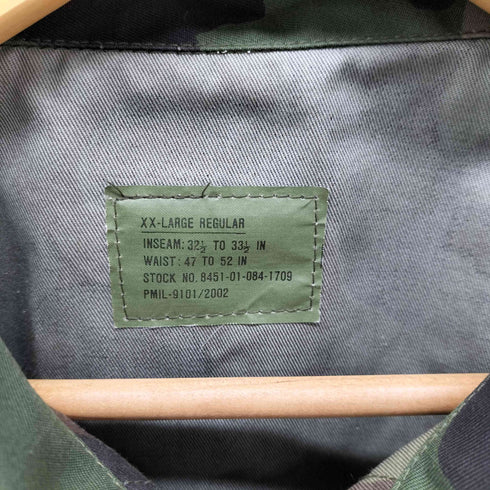 XX-LARGE REGULAR
INSEAM: 32½ TO 33½ IN
WAIST: 47 TO 52 IN
STOCK NO. 8451-01-084-1709
PMIL-9101/2002